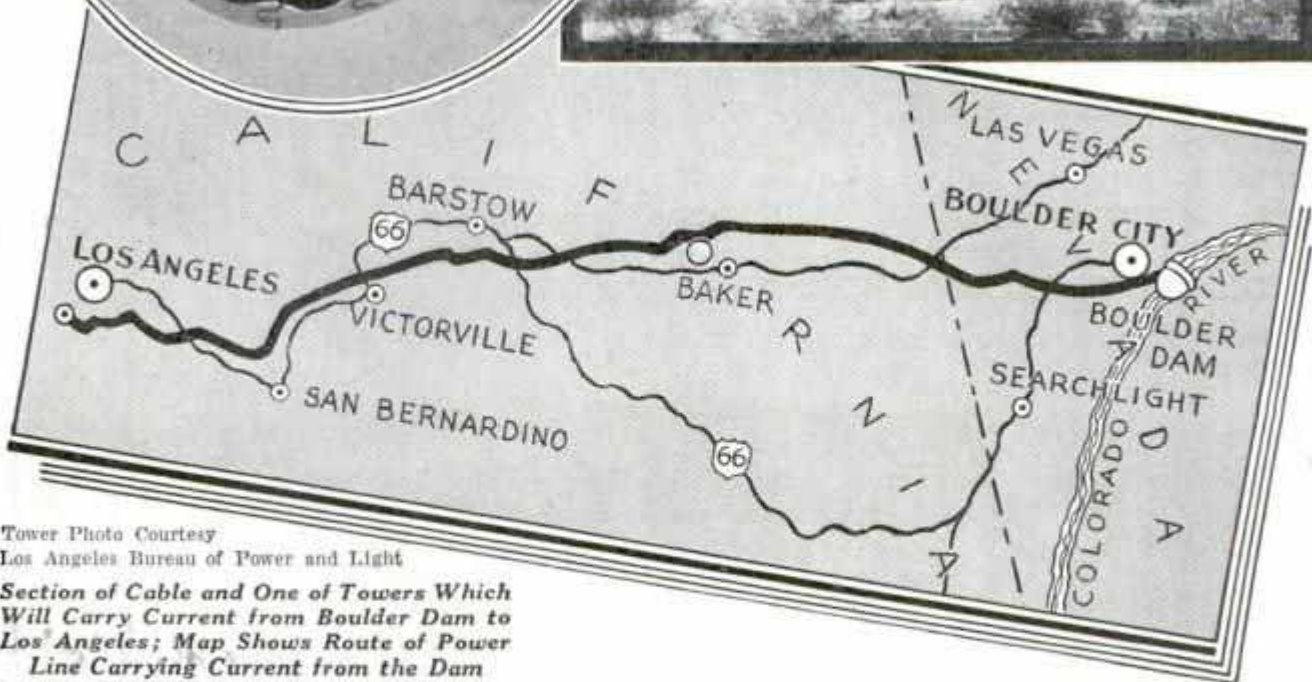 CALIFORNIA
NEVADA
LAS VEGAS
BOULDER CITY
BARSTOW
66
LOS ANGELES
BAKER
VICTORVILLE
BOULDER
DAM
RIVER
COLORADO
SEARCHLIGHT
SAN BERNARDINO
66
Tower Photo Courtesy
Los Angeles Bureau of Power and Light
Section of Cable and One of Towers Which
Will Carry Current from Boulder Dam to
Los Angeles; Map Shows Route of Power
Line Carrying Current from the Dam